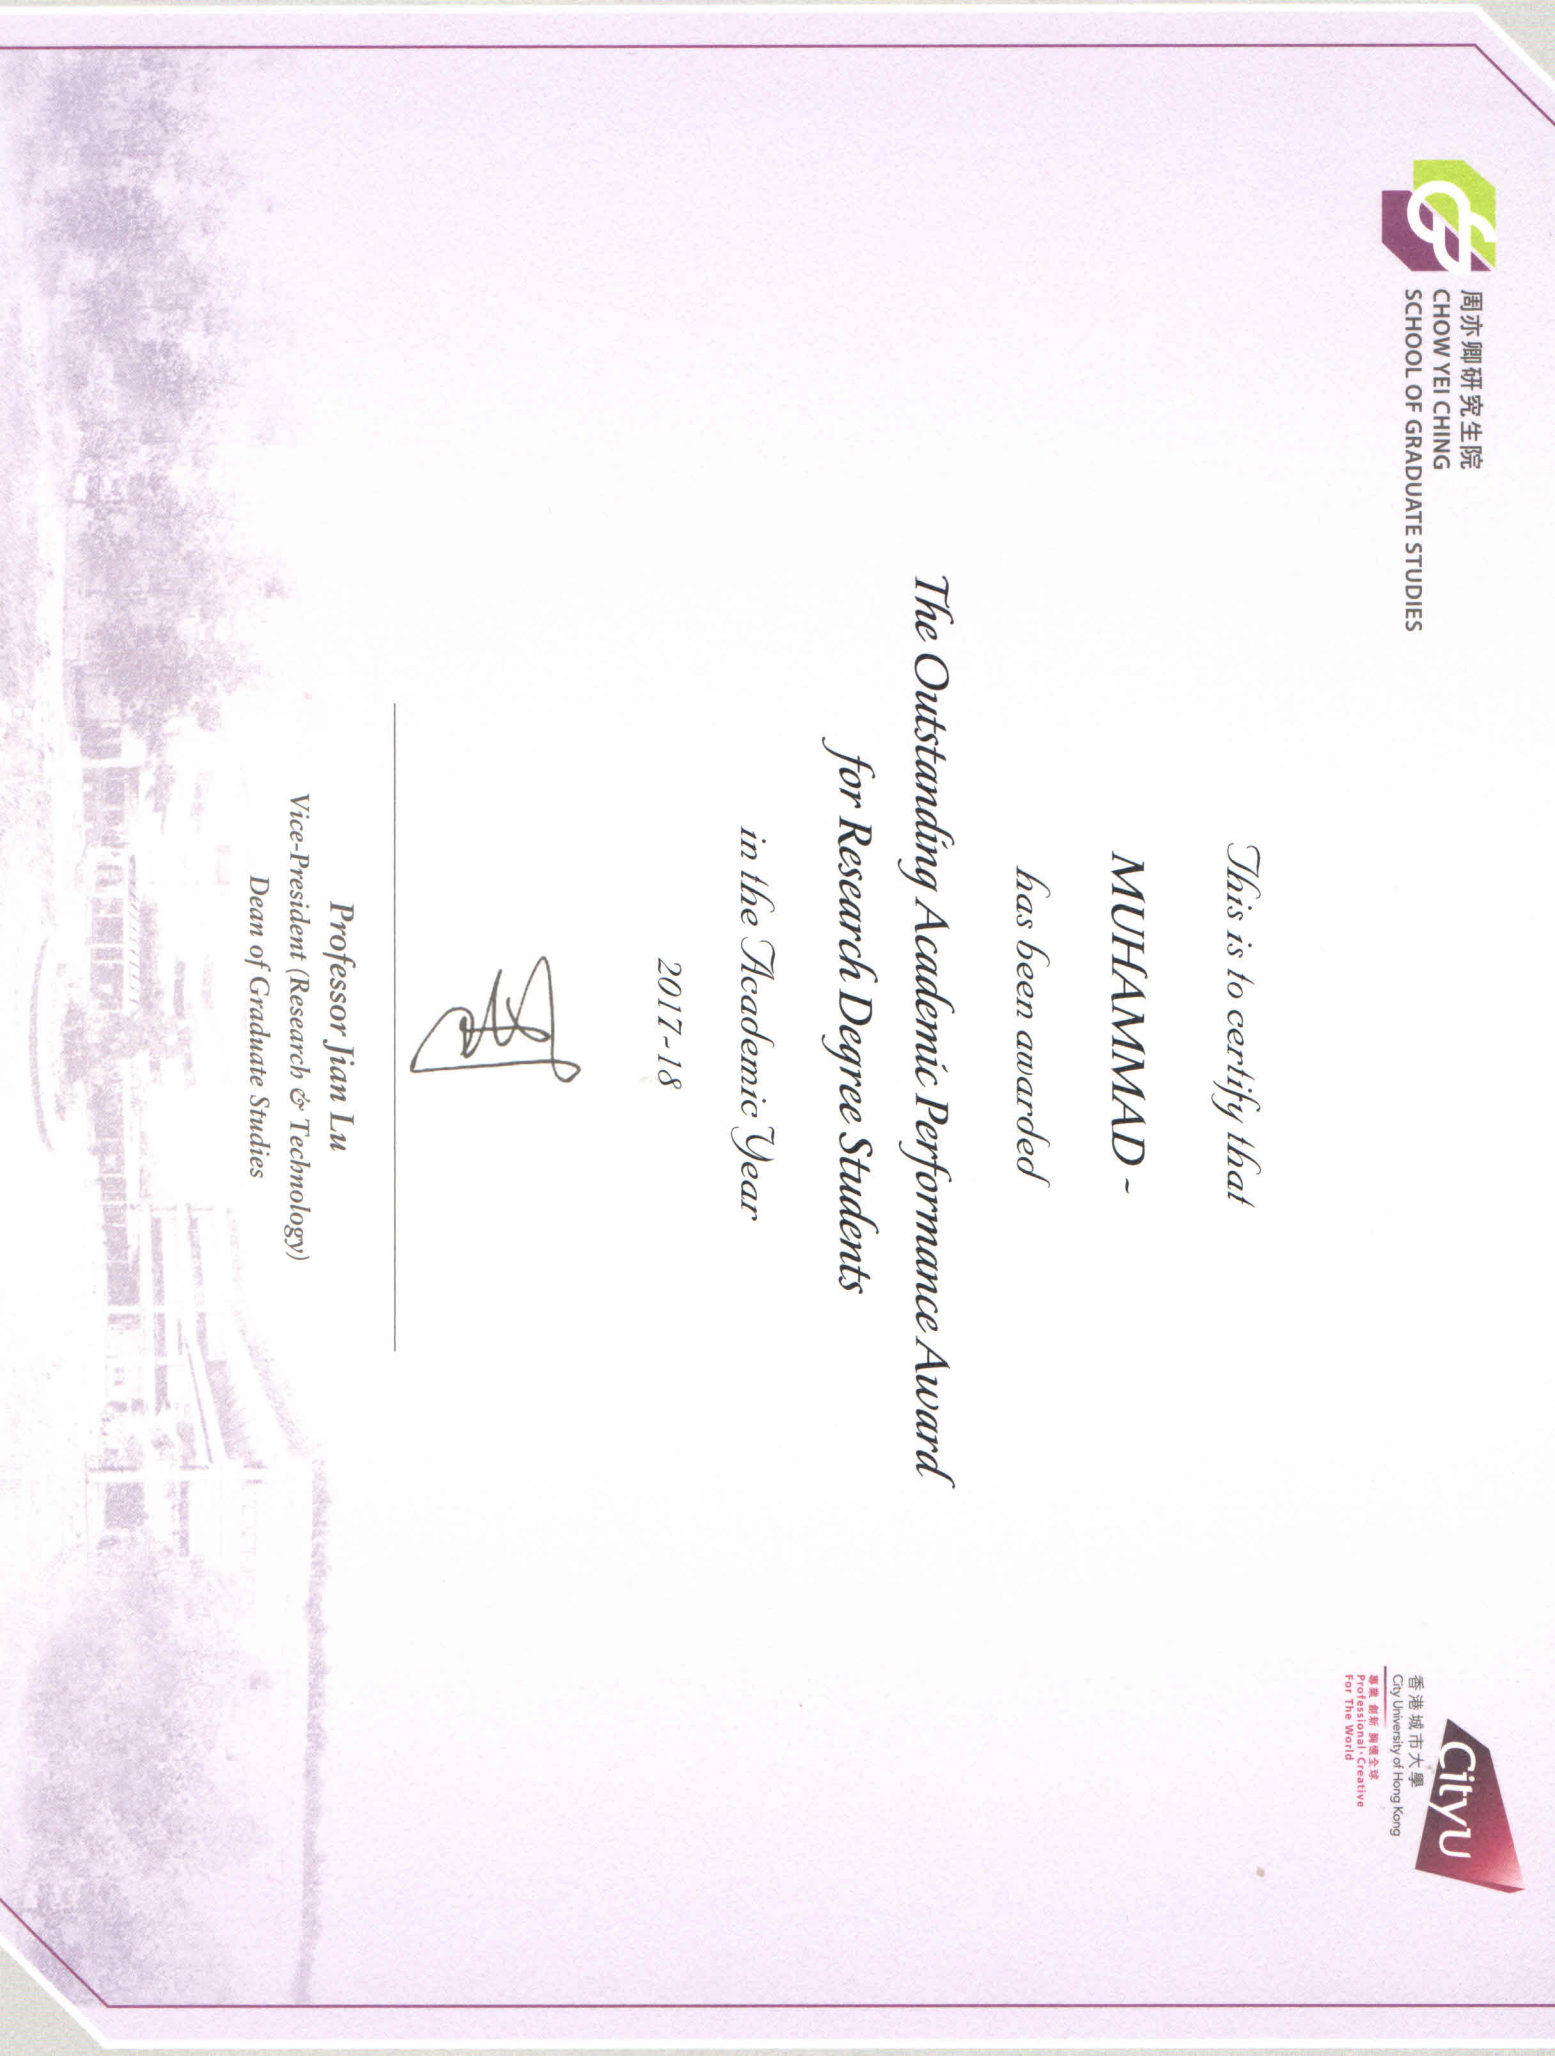 周亦卿研究生院
CHOW YEI CHING
SCHOOL OF GRADUATE STUDIES
CityU
香港城市大學
City University of Hong Kong
專業 創新 胸懷全球
Professional·Creative
For The World
This is to certify that
MUHAMMAD -
has been awarded
The Outstanding Academic Performance Award
for Research Degree Students
in the Academic Year
2017-18
Professor Jian Lu
Vice-President (Research & Technology)
Dean of Graduate Studies